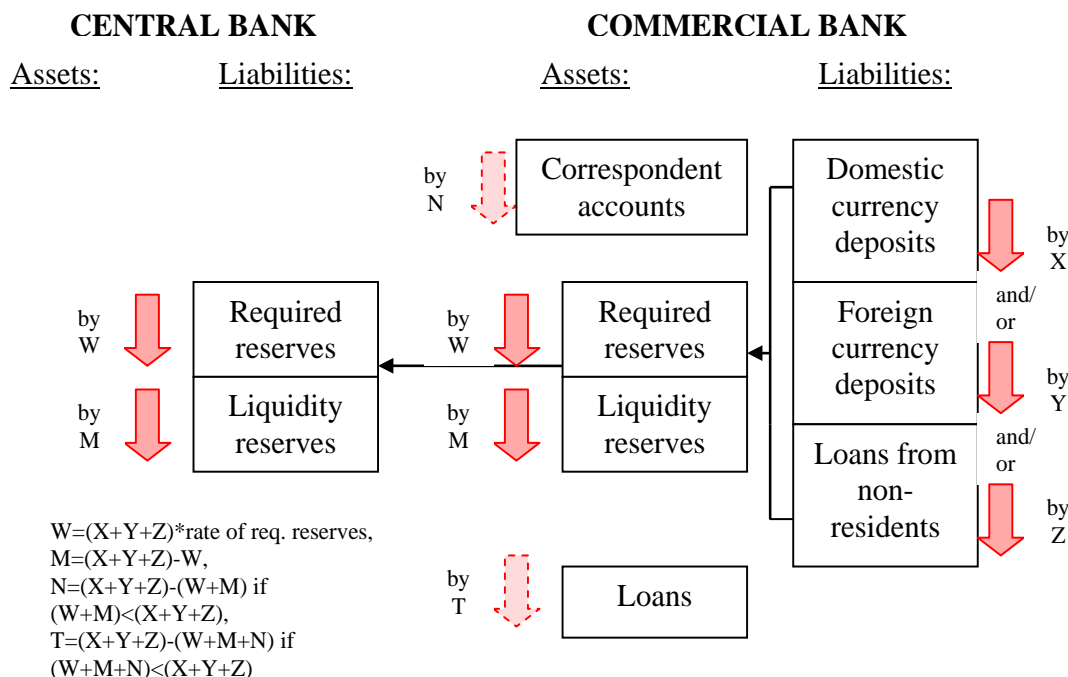 CENTRAL BANK
COMMERCIAL BANK
Assets:
Liabilities:
Assets:
Liabilities:
by
N
Correspondent
accounts
Domestic
currency
deposits
by
X
and/
or
by
W
Required
reserves
by
W
Required
reserves
Foreign
currency
deposits
by
Y
and/
or
by
M
Liquidity
reserves
by
M
Liquidity
reserves
Loans from
non-
residents
by
Z
W=(X+Y+Z)*rate of req. reserves,
M=(X+Y+Z)-W,
N=(X+Y+Z)-(W+M) if
(W+M)<(X+Y+Z),
T=(X+Y+Z)-(W+M+N) if
(W+M+N)<(X+Y+Z)
by
T
Loans